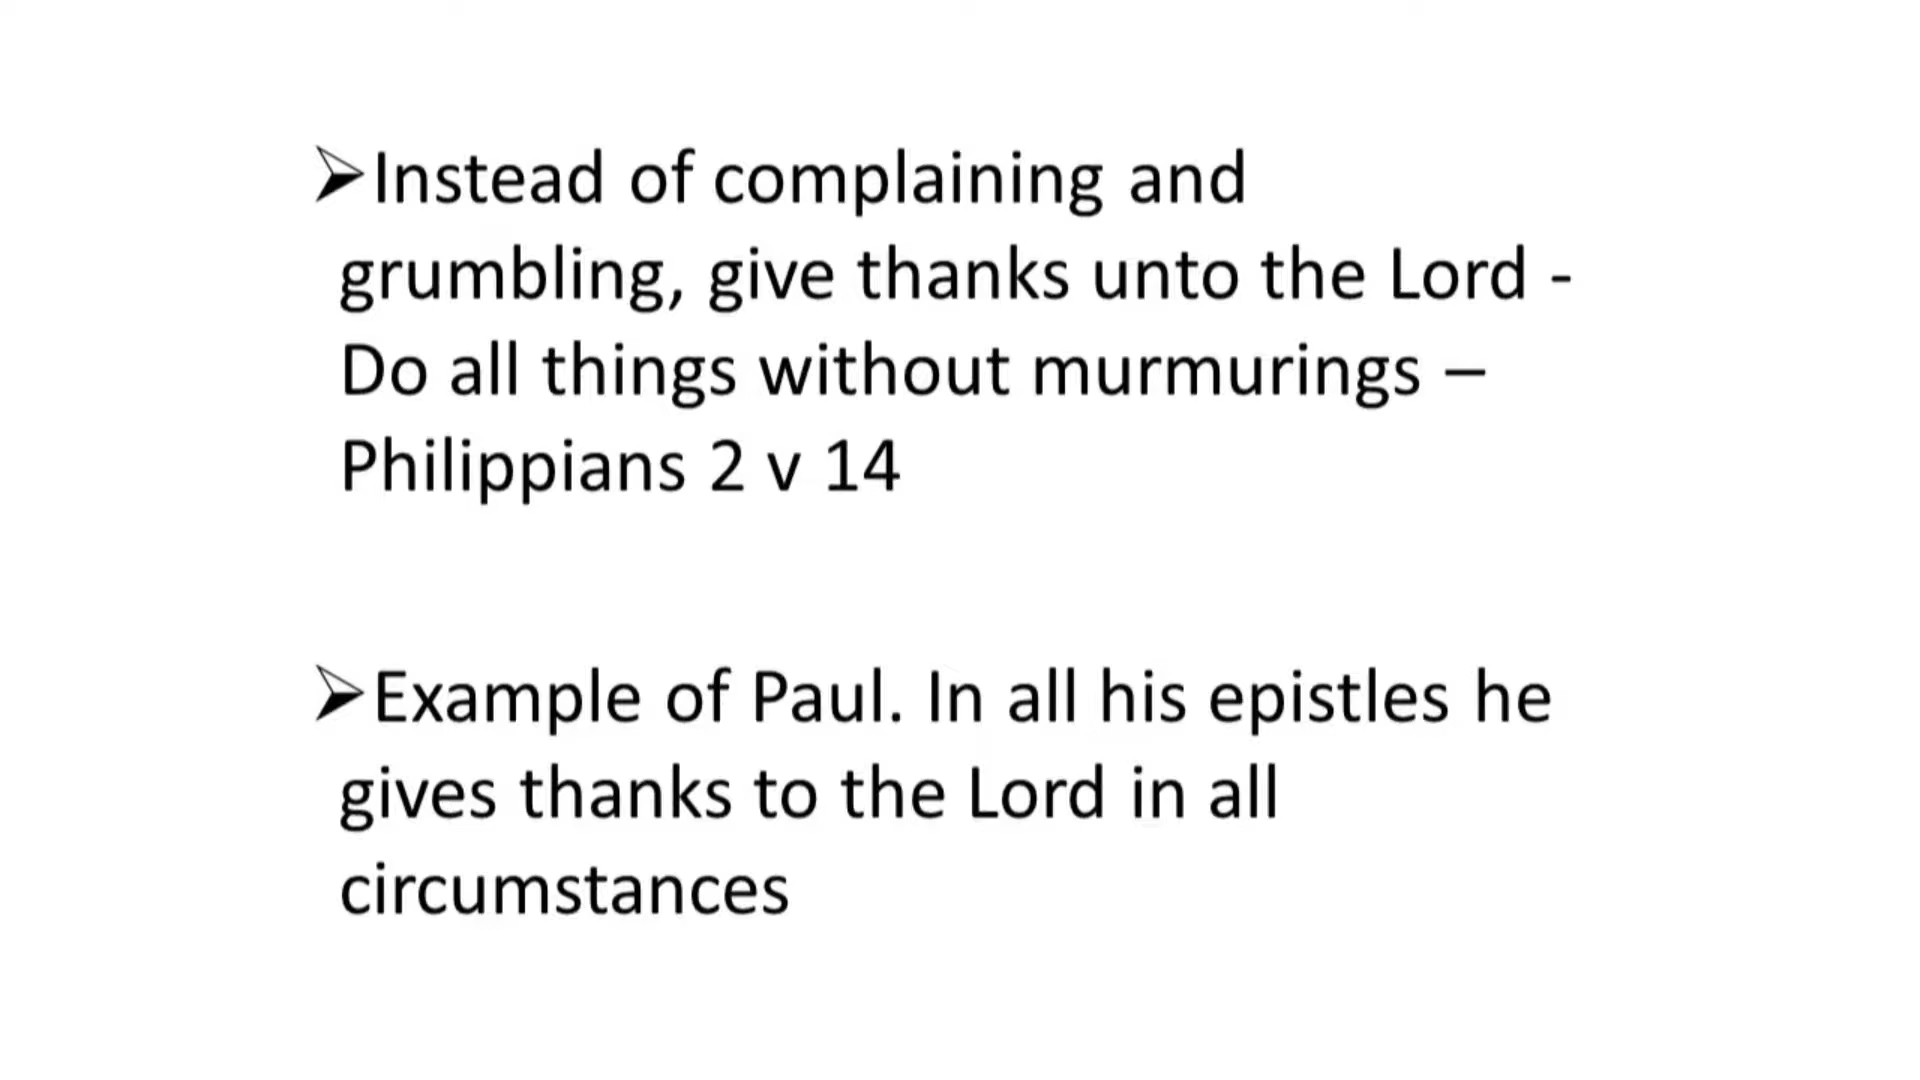 ➢Instead of complaining and
grumbling, give thanks unto the Lord -
Do all things without murmurings –
Philippians 2 v 14
➢Example of Paul. In all his epistles he
gives thanks to the Lord in all
circumstances